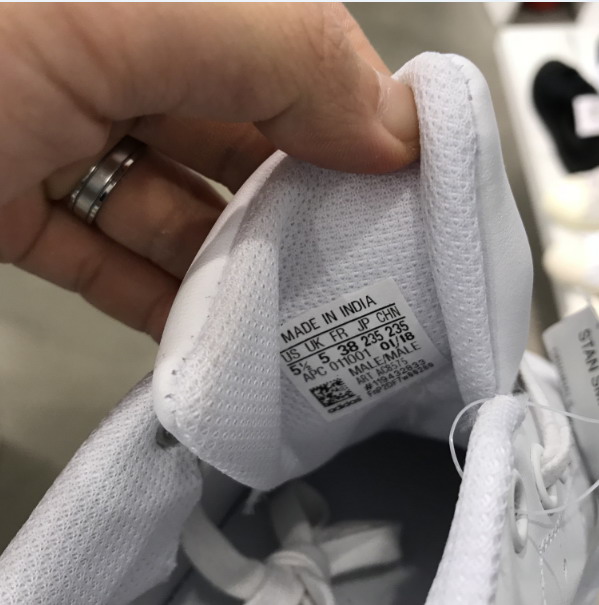 MADE IN INDIA
US UK FR JP CHN
5½ 5 38 235 235
APC 011001 01/18
MALE/MALE
ART.
adidas
STAN